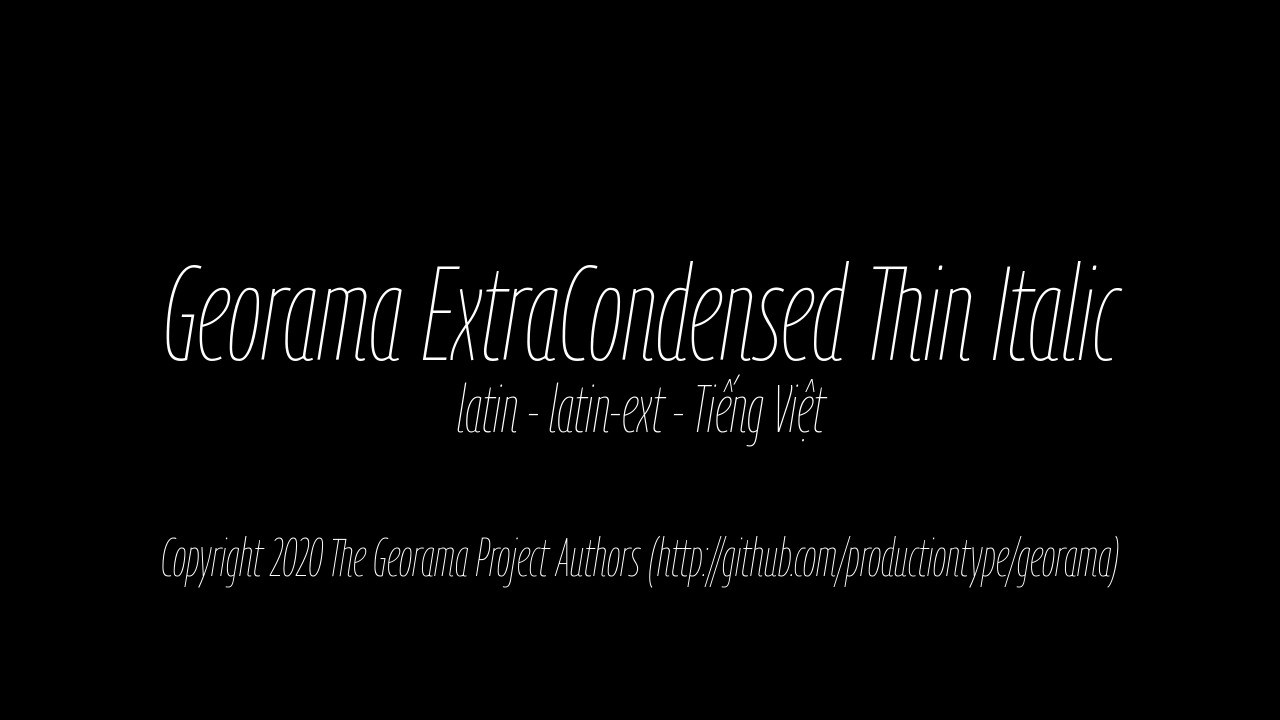 Georama ExtraCondensed Thin Italic
latin - latin-ext - Tiếng Việt
Copyright 2020 The Georama Project Authors (http://github.com/productiontype/georama)